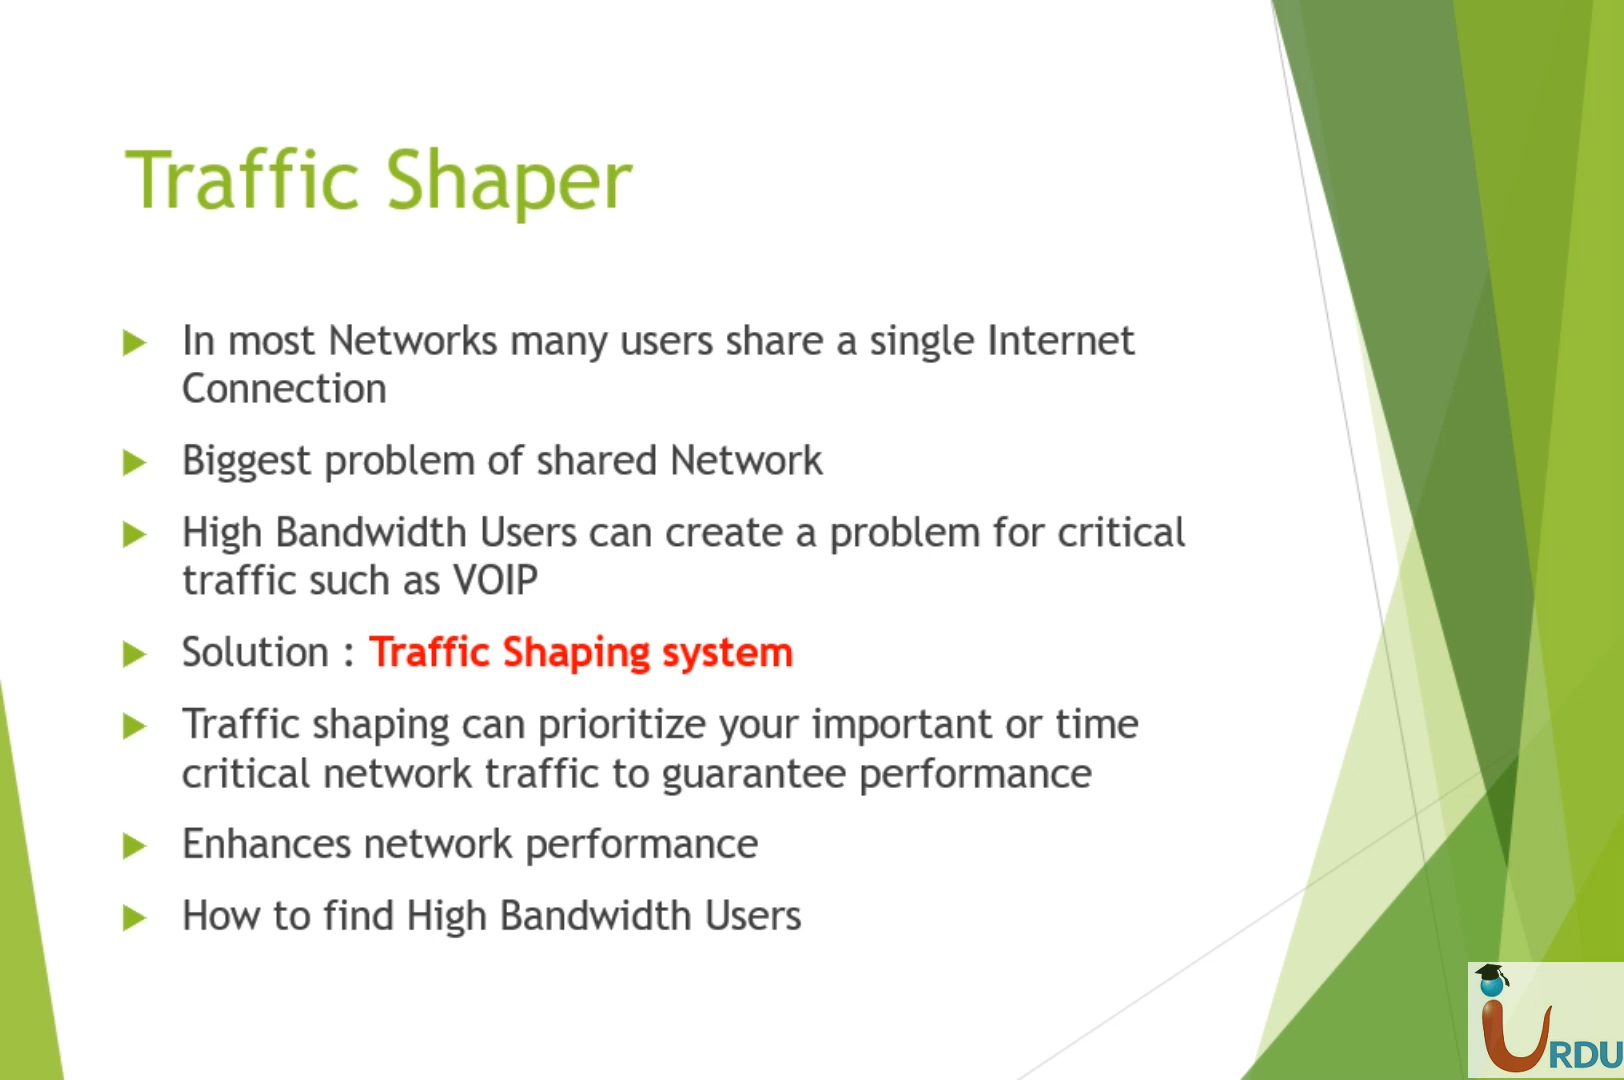 Traffic Shaper
In most Networks many users share a single Internet
Connection
Biggest problem of shared Network
High Bandwidth Users can create a problem for critical
traffic such as VOIP
Solution : Traffic Shaping system
Traffic shaping can prioritize your important or time
critical network traffic to guarantee performance
Enhances network performance
How to find High Bandwidth Users
iURDU